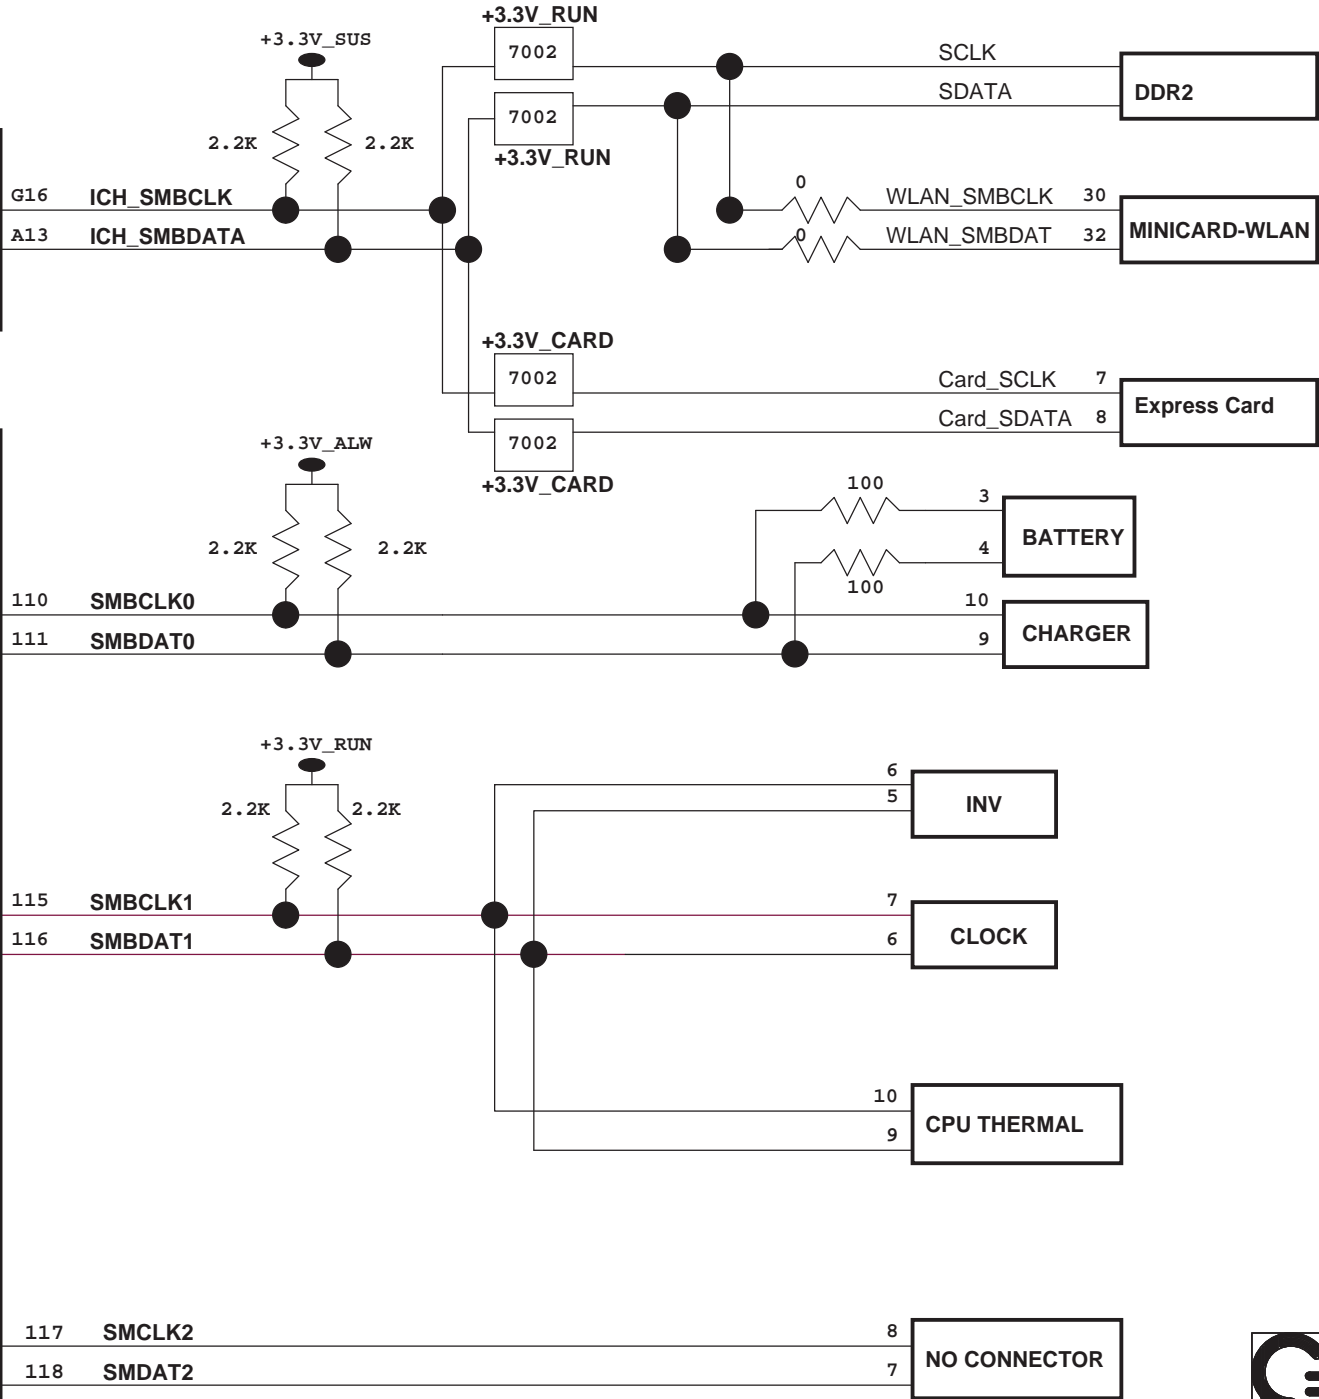 +3.3V_RUN
+3.3V_SUS
7002
SCLK
SDATA
DDR2
7002
2.2K
2.2K
+3.3V_RUN
G16
ICH_SMBCLK
0
WLAN_SMBCLK
30
MINICARD-WLAN
A13
ICH_SMBDATA
0
WLAN_SMBDAT
32
+3.3V_CARD
7002
Card_SCLK
7
Express Card
Card_SDATA
8
+3.3V_ALW
7002
+3.3V_CARD
100
3
BATTERY
2.2K
2.2K
4
100
110
SMBCLK0
10
CHARGER
111
SMBDAT0
9
+3.3V_RUN
6
INV
5
2.2K
2.2K
115
SMBCLK1
7
CLOCK
116
SMBDAT1
6
10
CPU THERMAL
9
117
SMCLK2
8
NO CONNECTOR
118
SMDAT2
7